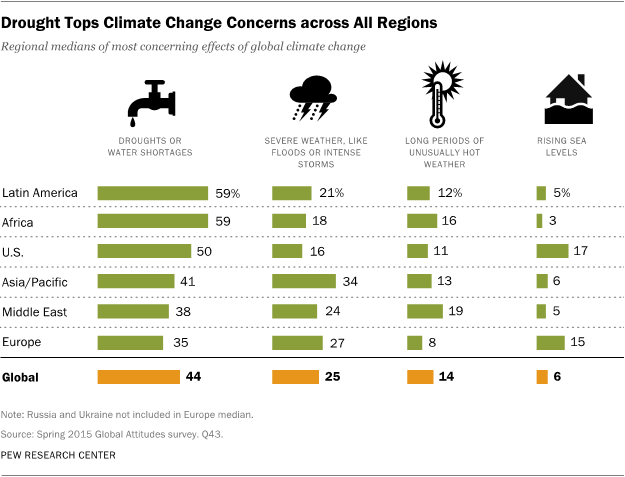 Drought Tops Climate Change Concerns across All Regions
Regional medians of most concerning effects of global climate change
DROUGHTS OR
WATER SHORTAGES
SEVERE WEATHER, LIKE
FLOODS OR INTENSE
STORMS
LONG PERIODS OF
UNUSUALLY HOT
WEATHER
RISING SEA
LEVELS
Latin America 59% 21% 12% 5%
Africa 59 18 16 3
U.S. 50 16 11 17
Asia/Pacific 41 34 13 6
Middle East 38 24 19 5
Europe 35 27 8 15
Global 44 25 14 6
Note: Russia and Ukraine not included in Europe median.
Source: Spring 2015 Global Attitudes survey. Q43.
PEW RESEARCH CENTER